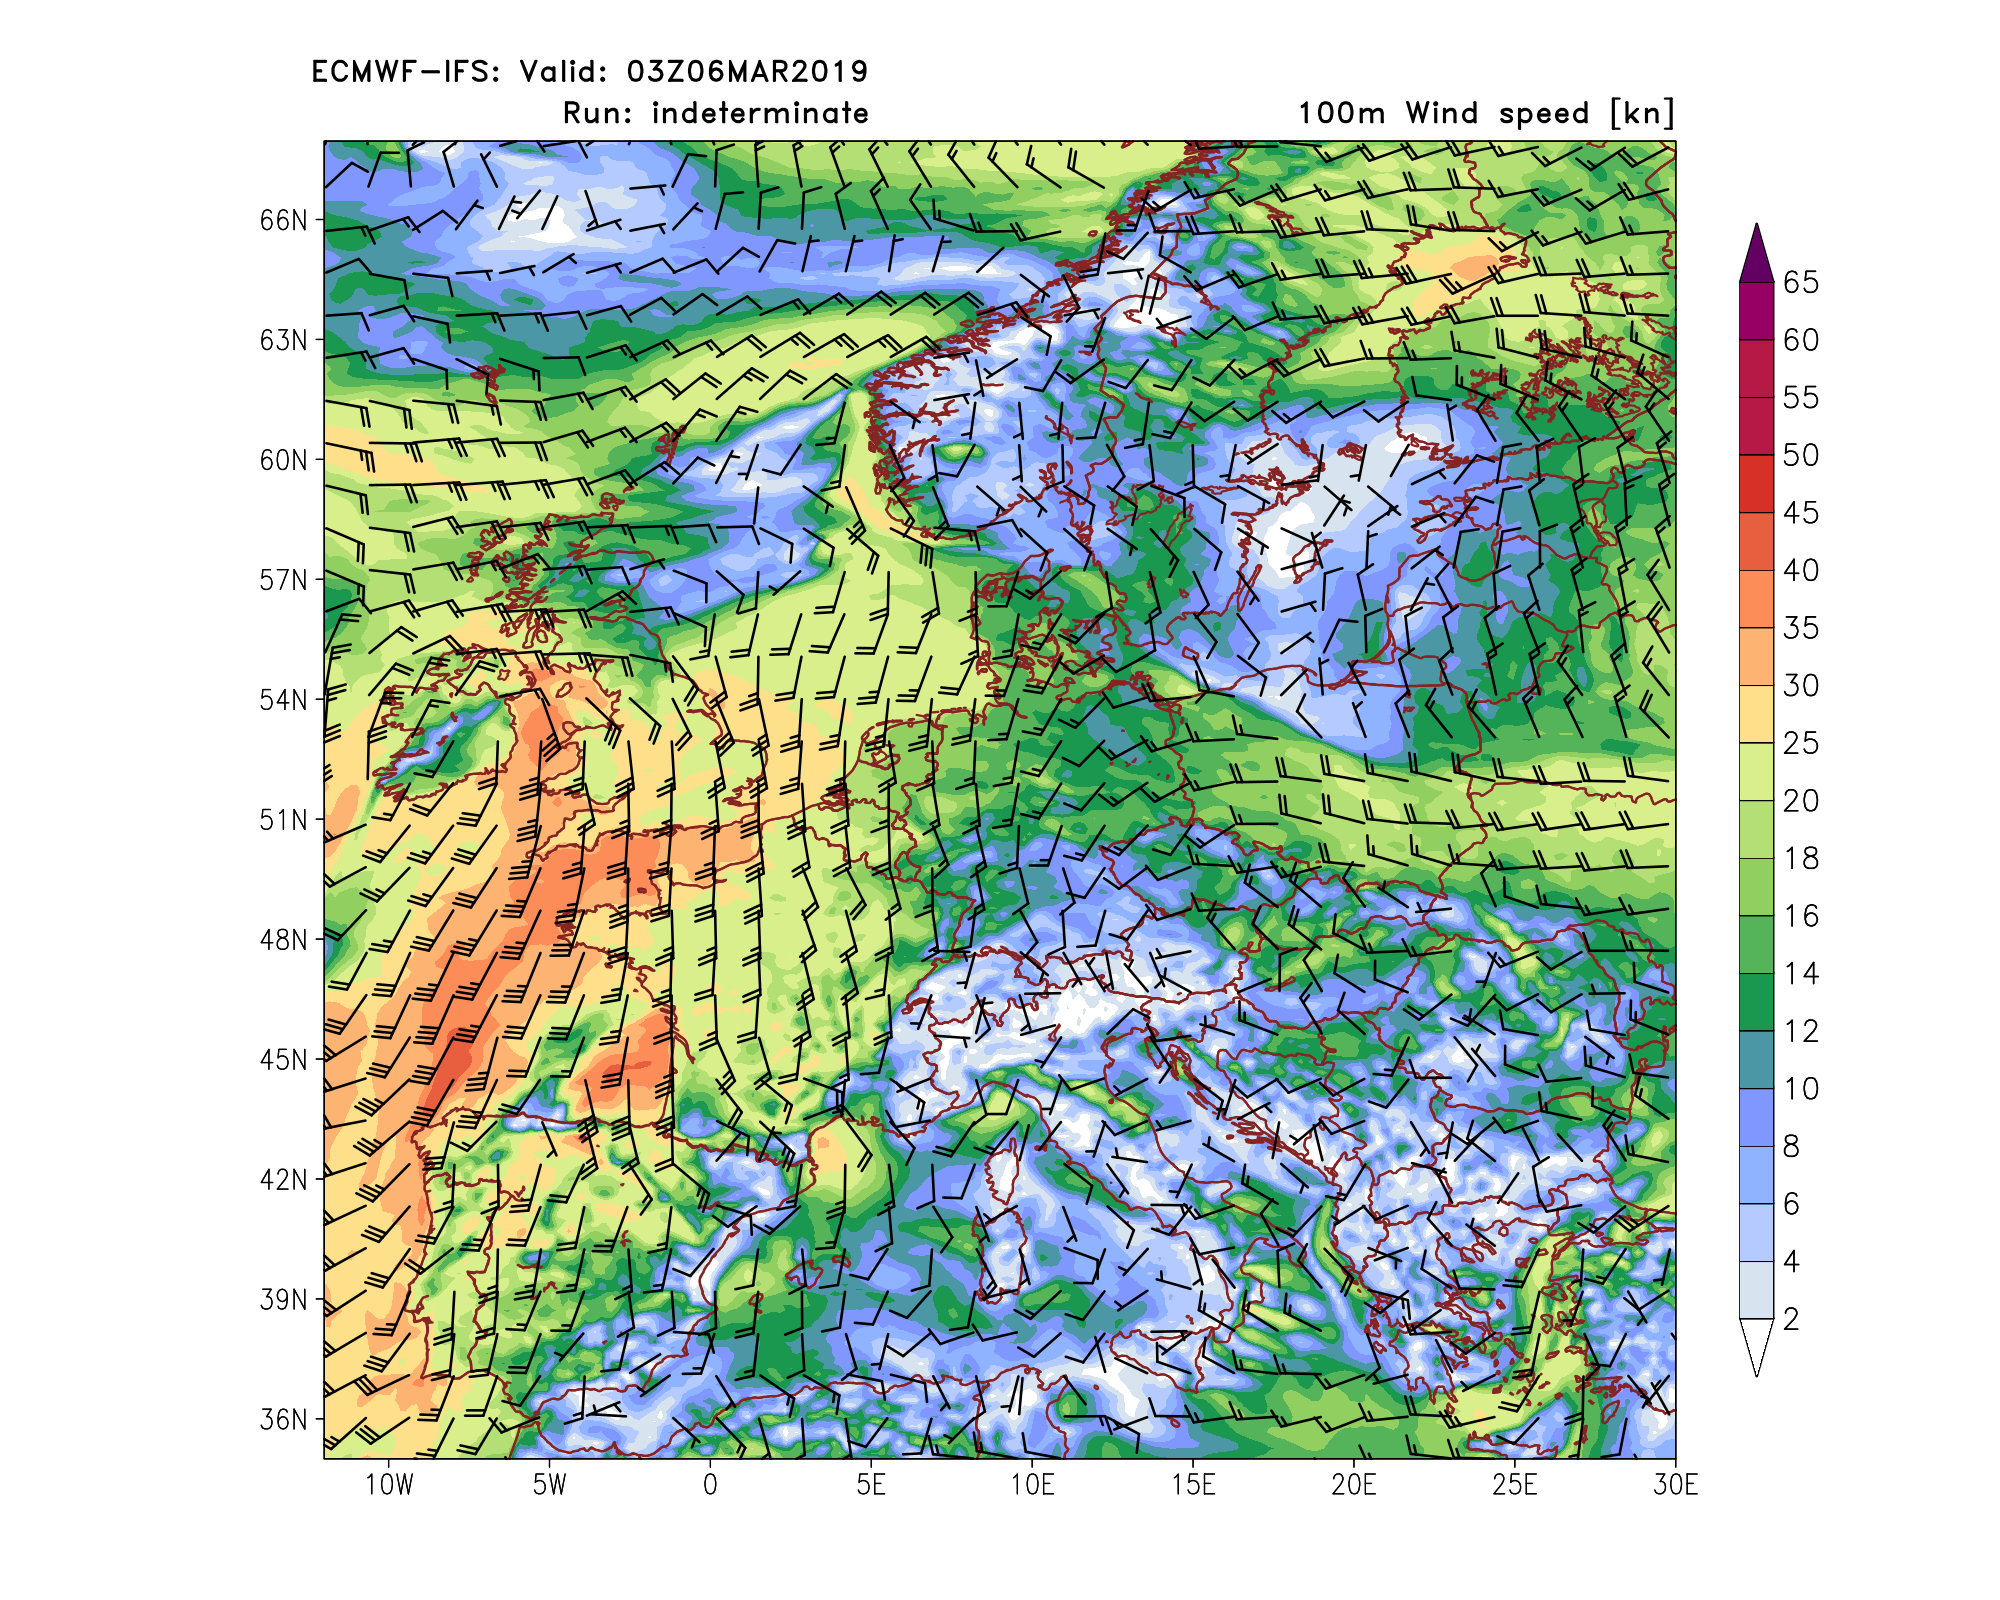 ECMWF-IFS: Valid: 03Z06MAR2019
Run: indeterminate
100m Wind speed [kn]
66N
63N
60N
57N
54N
51N
48N
45N
42N
39N
36N
10W
5W
0
5E
10E
15E
20E
25E
30E
65
60
55
50
45
40
35
30
25
20
18
16
14
12
10
8
6
4
2